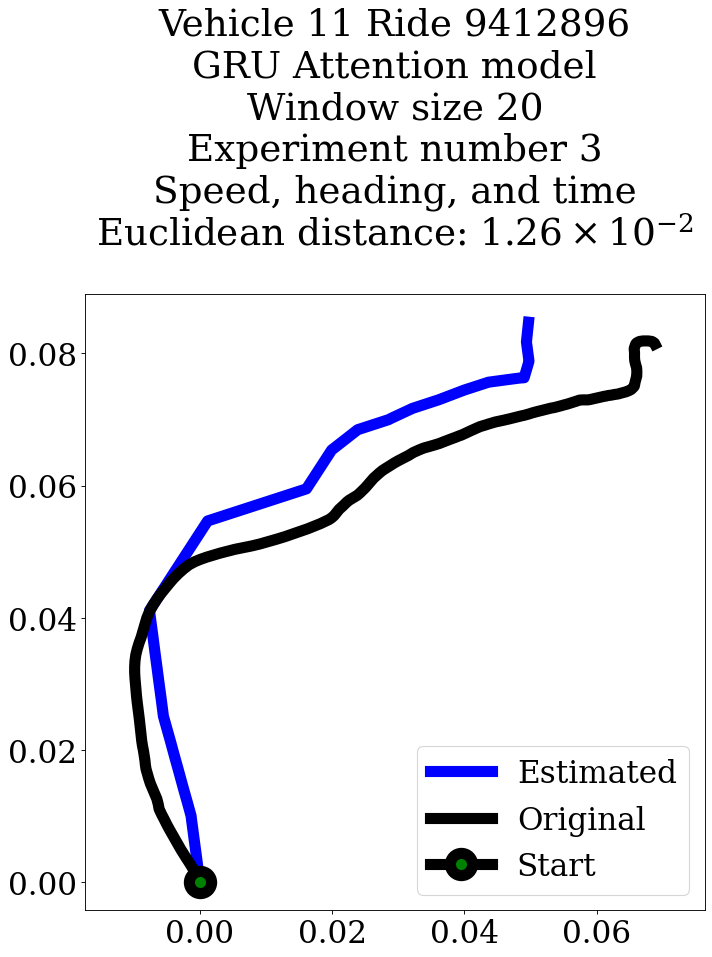 Vehicle 11 Ride 9412896
GRU Attention model
Window size 20
Experiment number 3
Speed, heading, and time
Euclidean distance: 1.26 × 10⁻²
0.08
0.06
0.04
0.02
0.00
Estimated
Original
Start
0.00 0.02 0.04 0.06